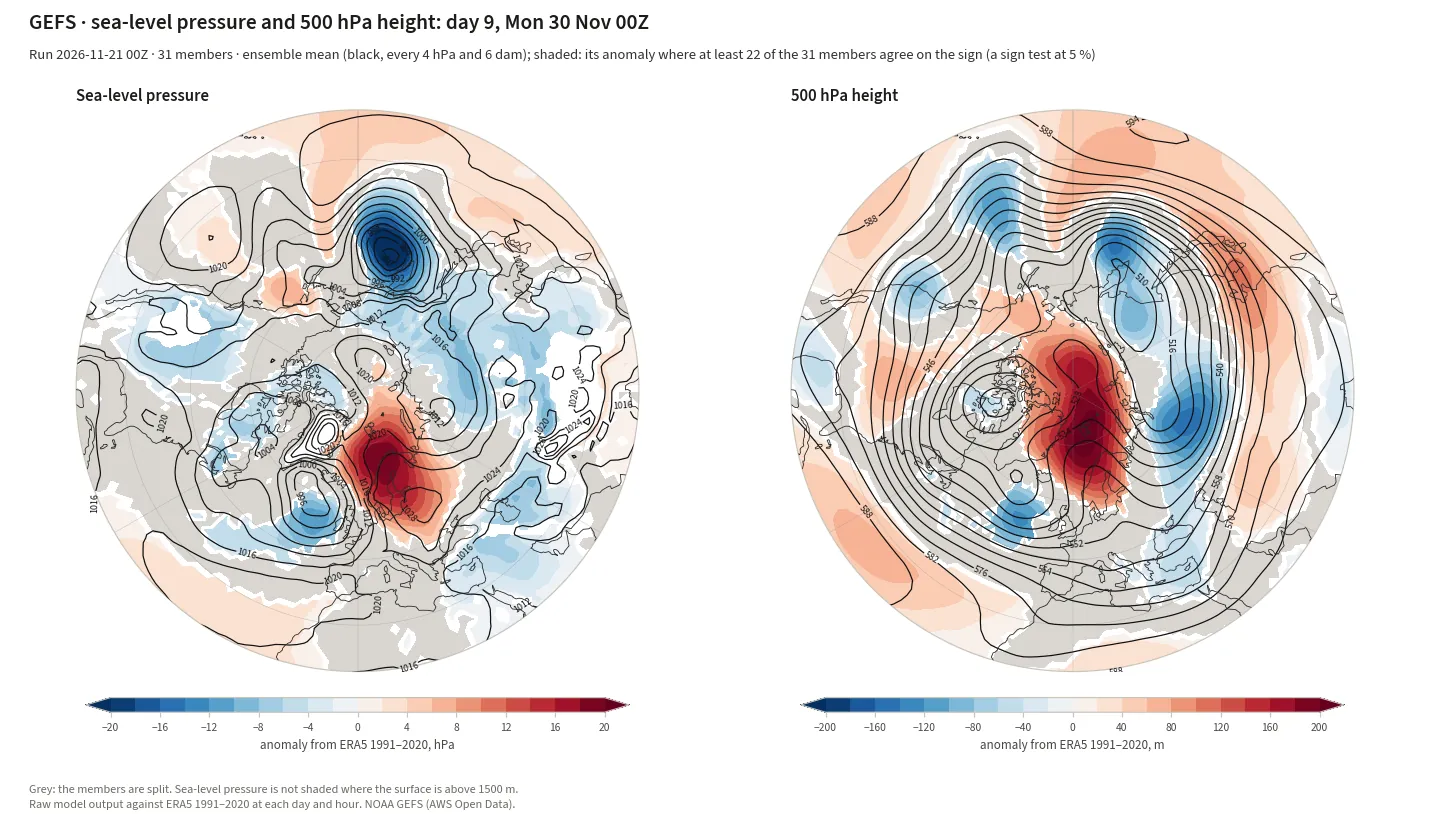 GEFS · sea-level pressure and 500 hPa height: day 9, Mon 30 Nov 00Z
Run 2026-11-21 00Z · 31 members · ensemble mean (black, every 4 hPa and 6 dam); shaded: its anomaly where at least 22 of the 31 members agree on the sign (a sign test at 5 %)
Sea-level pressure
500 hPa height
−20 −16 −12 −8 −4 0 4 8 12 16 20
anomaly from ERA5 1991–2020, hPa
−200 −160 −120 −80 −40 0 40 80 120 160 200
anomaly from ERA5 1991–2020, m
Grey: the members are split. Sea-level pressure is not shaded where the surface is above 1500 m.
Raw model output against ERA5 1991–2020 at each day and hour. NOAA GEFS (AWS Open Data).